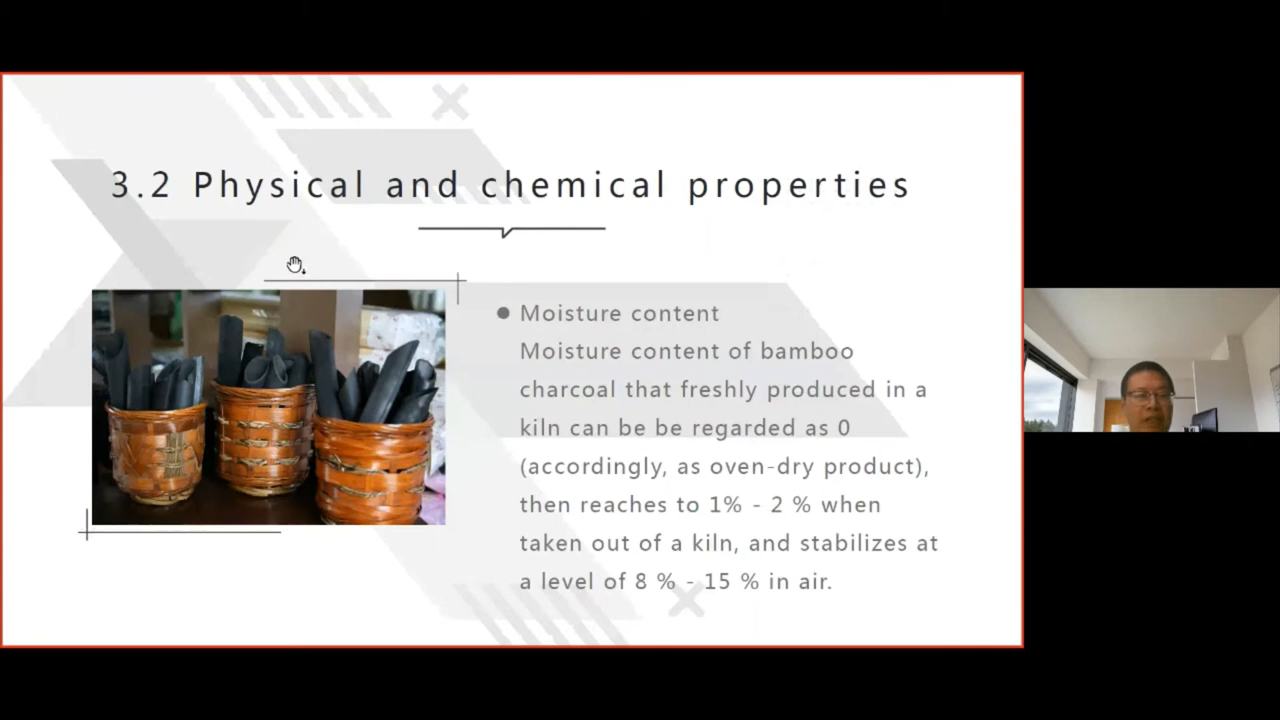 3.2 Physical and chemical properties
Moisture content
Moisture content of bamboo
charcoal that freshly produced in a
kiln can be be regarded as 0
(accordingly, as oven-dry product),
then reaches to 1% - 2 % when
taken out of a kiln, and stabilizes at
a level of 8 % - 15 % in air.